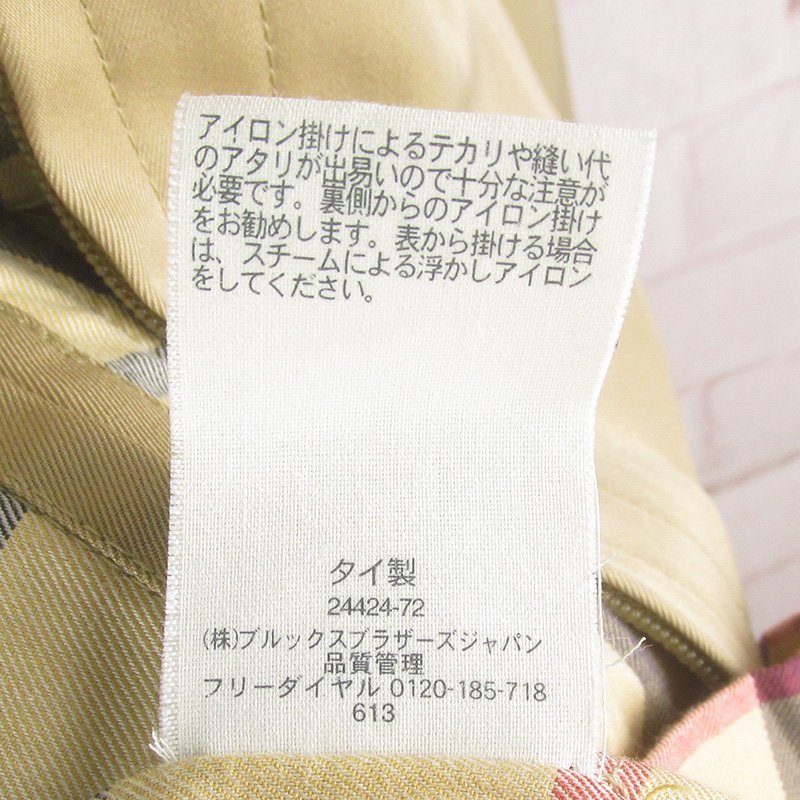 アイロン掛けによるテカリや縫い代
のアタリが出易いので十分な注意が
必要です。裏側からのアイロン掛け
をお勧めします。表から掛ける場合
は、スチームによる浮かしアイロン
をしてください。
タイ製
24424-72
(株)ブルックスブラザーズジャパン
品質管理
フリーダイヤル 0120-185-718
613